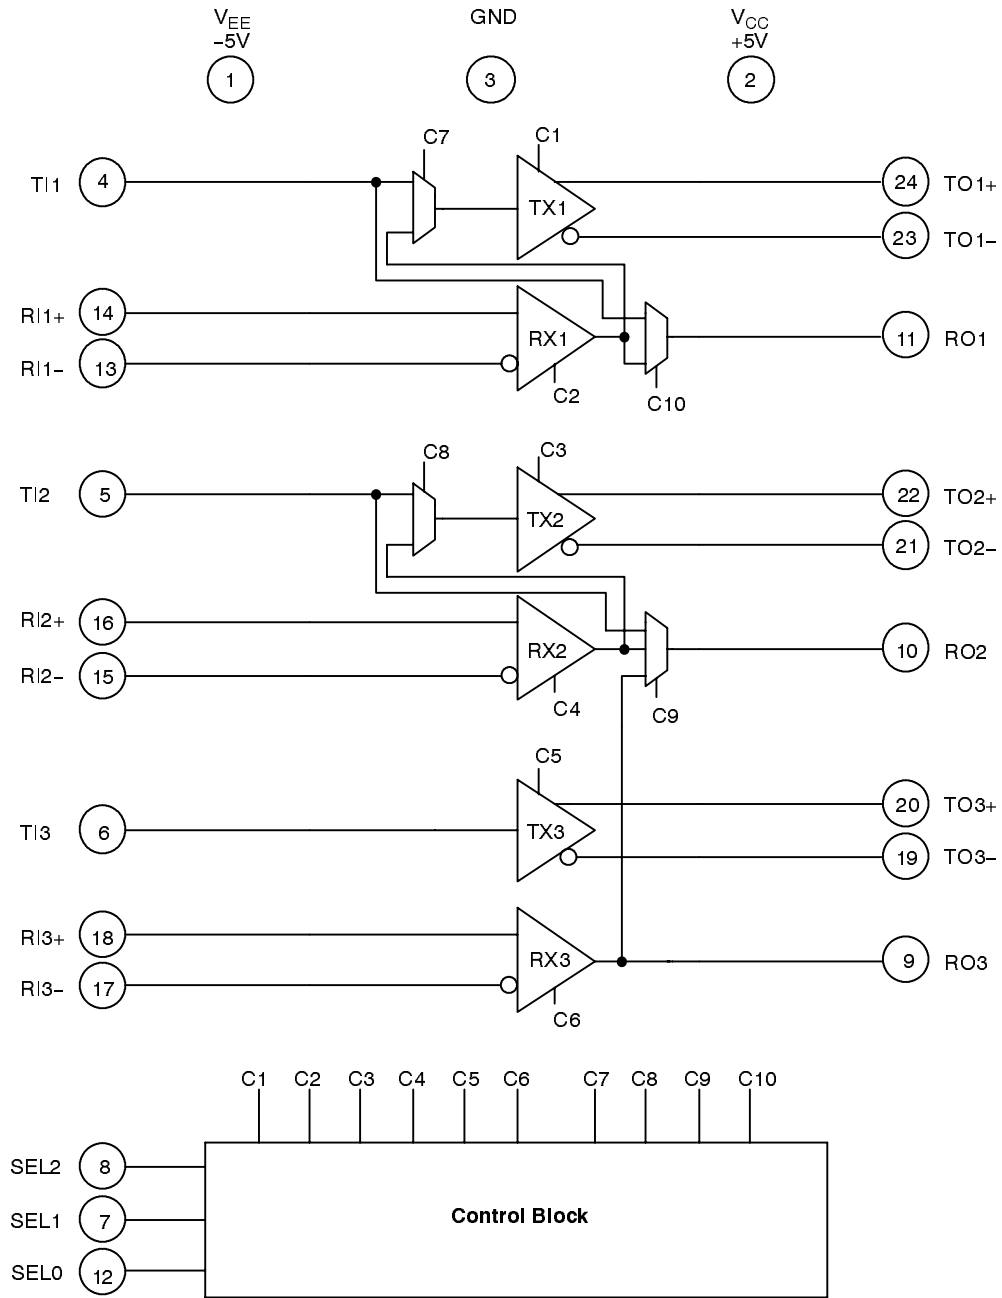 VEE GND VCC
−5V +5V
1 3 2
C7 C1
TI1 4 TX1 24 TO1+
23 TO1−
RI1+ 14
RX1 11 RO1
RI1− 13
C2 C10
C8 C3
TI2 5 TX2 22 TO2+
21 TO2−
RI2+ 16
RX2 10 RO2
RI2− 15
C4 C9
C5
TI3 6 TX3 20 TO3+
19 TO3−
RI3+ 18
RX3 9 RO3
RI3− 17
C6
C1 C2 C3 C4 C5 C6 C7 C8 C9 C10
SEL2 8
SEL1 7 Control Block
SEL0 12